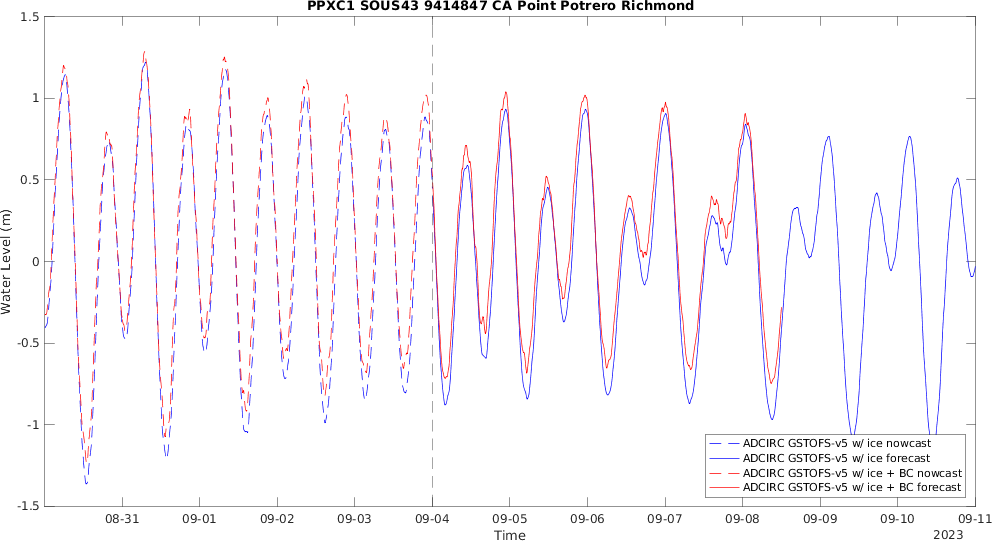 PPXC1 SOUS43 9414847 CA Point Potrero Richmond
1.5
1
0.5
0
-0.5
-1
-1.5
Water Level (m)
08-31 09-01 09-02 09-03 09-04 09-05 09-06 09-07 09-08 09-09 09-10 09-11
Time
2023
ADCIRC GSTOFS-v5 w/ ice nowcast
ADCIRC GSTOFS-v5 w/ ice forecast
ADCIRC GSTOFS-v5 w/ ice + BC nowcast
ADCIRC GSTOFS-v5 w/ ice + BC forecast